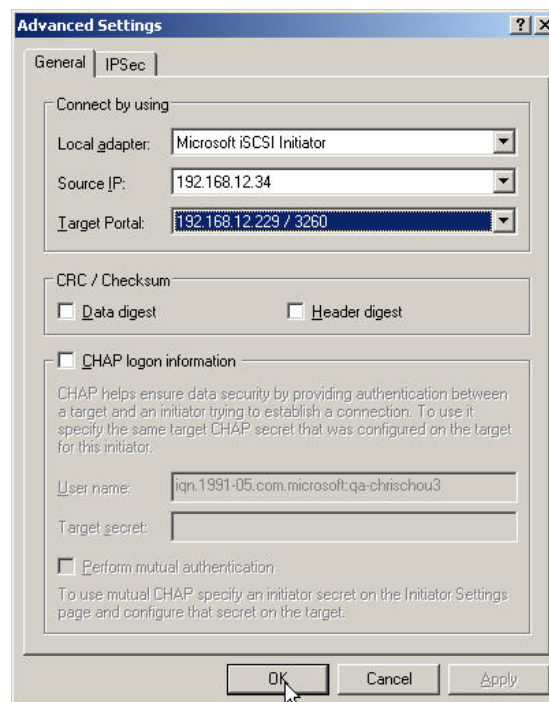 Advanced Settings
General
IPSec
Connect by using
Local adapter:
Microsoft iSCSI Initiator
Source IP:
192.168.12.34
Target Portal:
192.168.12.229 / 3260
CRC / Checksum
Data digest
Header digest
CHAP logon information
CHAP helps ensure data security by providing authentication between
a target and an initiator trying to establish a connection. To use it
specify the same target CHAP secret that was configured on the target
for this initiator.
User name:
iqn.1991-05.com.microsoft:qa-chrischou3
Target secret:
Perform mutual authentication
To use mutual CHAP specify an initiator secret on the Initiator Settings
page and configure that secret on the target.
OK
Cancel
Apply